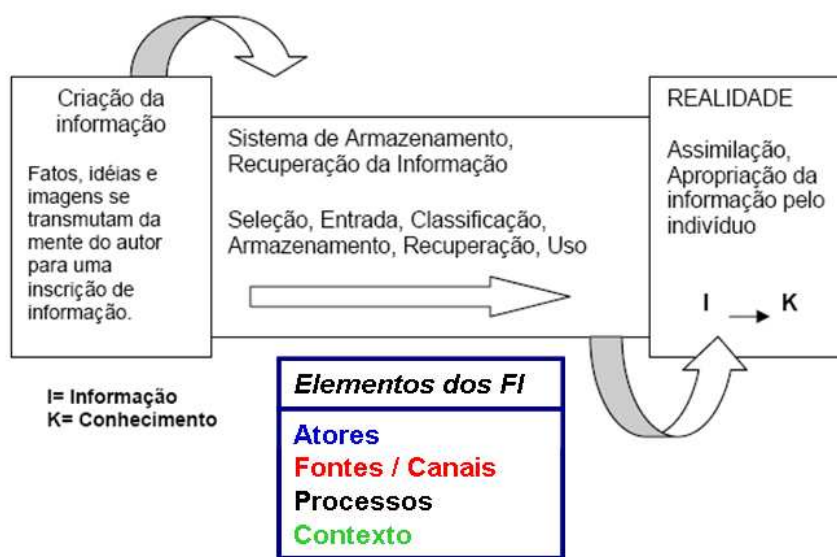 Criação da
informação
Fatos, idéias e
imagens se
transmutam da
mente do autor
para uma
inscrição de
informação.
Sistema de Armazenamento,
Recuperação da Informação
Seleção, Entrada, Classificação,
Armazenamento, Recuperação, Uso
REALIDADE
Assimilação,
Apropriação da
informação pelo
indivíduo
I K
I= Informação
K= Conhecimento
Elementos dos FI
Atores
Fontes / Canais
Processos
Contexto